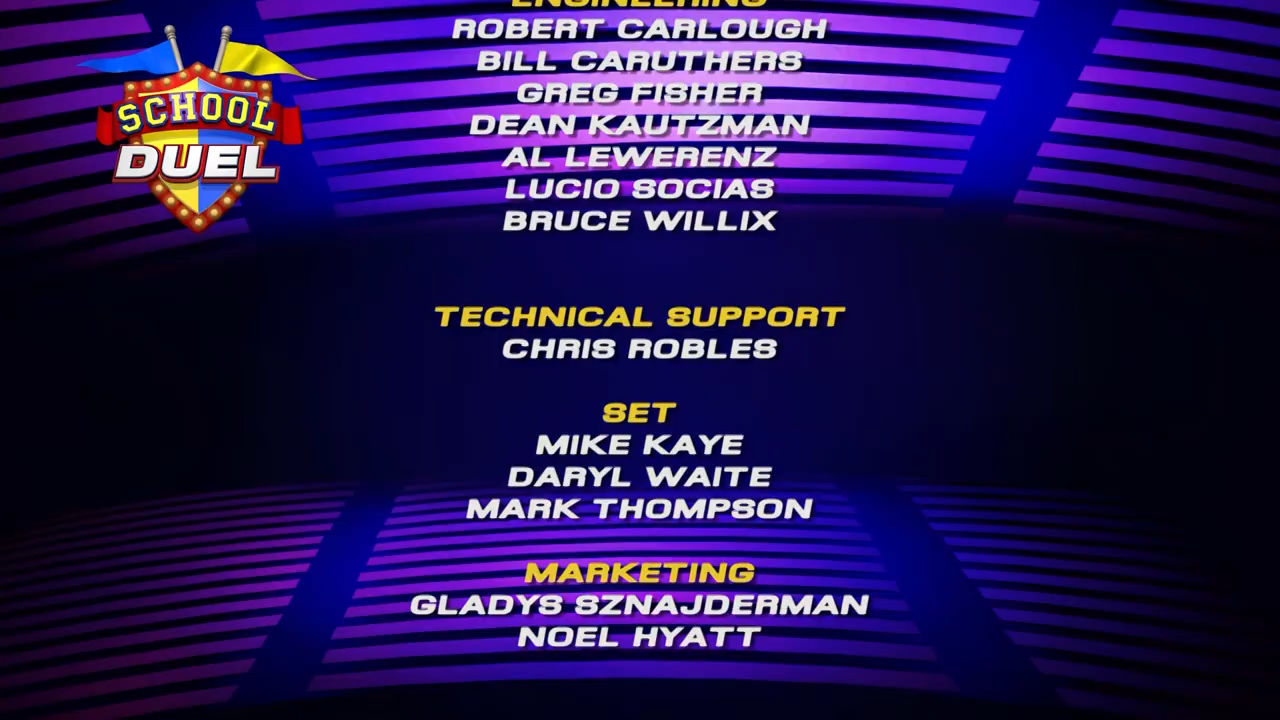 SCHOOL
DUEL
ENGINEERING
ROBERT CARLOUGH
BILL CARUTHERS
GREG FISHER
DEAN KAUTZMAN
AL LEWERENZ
LUCIO SOCIAS
BRUCE WILLIX
TECHNICAL SUPPORT
CHRIS ROBLES
SET
MIKE KAYE
DARYL WAITE
MARK THOMPSON
MARKETING
GLADYS SZNAJDERMAN
NOEL HYATT